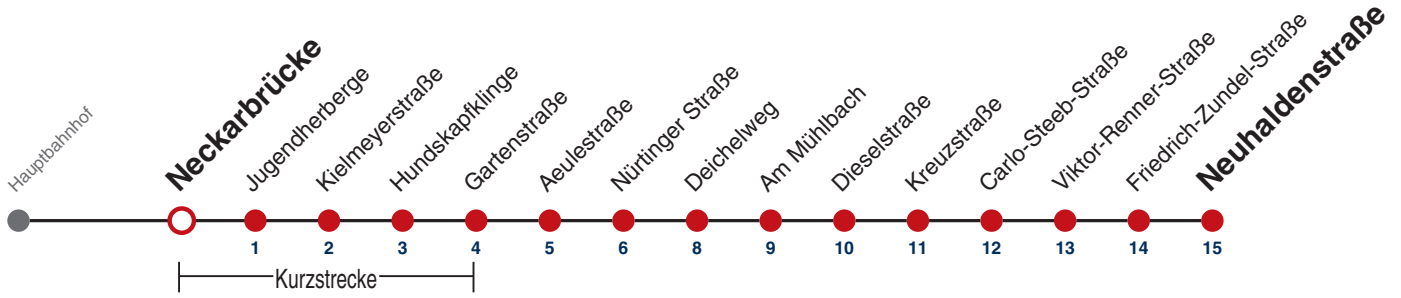 Hauptbahnhof
Neckarbrücke
Jugendherberge
Kielmeyerstraße
Hundskapfklinge
Gartenstraße
Aeulestraße
Nürtinger Straße
Deichelweg
Am Mühlbach
Dieselstraße
Kreuzstraße
Carlo-Steeb-Straße
Viktor-Renner-Straße
Friedrich-Zundel-Straße
Neuhaldenstraße
1 2 3 4 5 6 8 9 10 11 12 13 14 15
Kurzstrecke